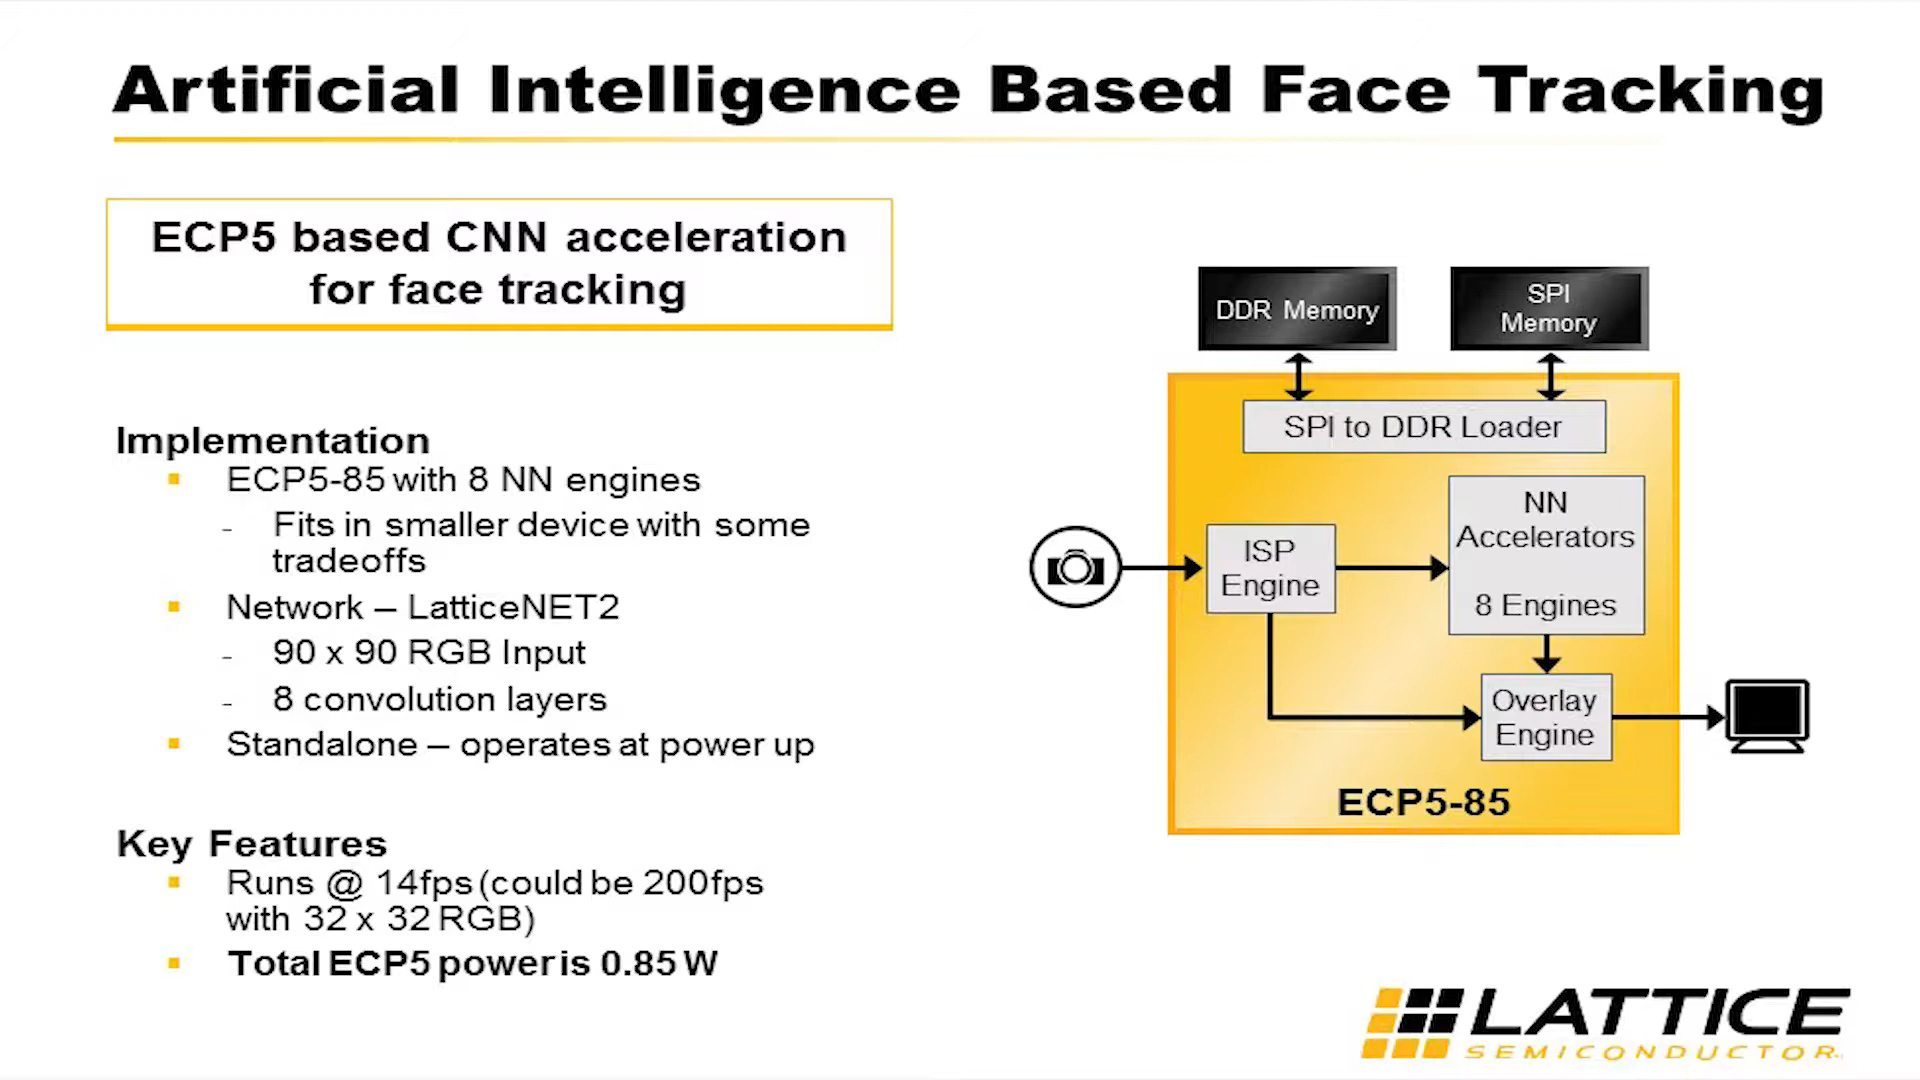 Artificial Intelligence Based Face Tracking
ECP5 based CNN acceleration
for face tracking
Implementation
ECP5-85 with 8 NN engines
- Fits in smaller device with some
tradeoffs
Network – LatticeNET2
- 90 x 90 RGB Input
- 8 convolution layers
Standalone – operates at power up
Key Features
Runs @ 14fps (could be 200fps
with 32 x 32 RGB)
Total ECP5 power is 0.85 W
DDR Memory
SPI
Memory
SPI to DDR Loader
ISP
Engine
NN
Accelerators
8 Engines
Overlay
Engine
ECP5-85
LATTICE
SEMICONDUCTOR